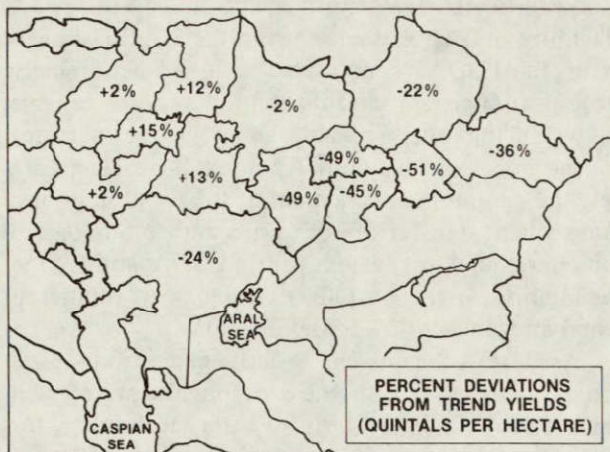 +2%
+12%
-2%
-22%
+15%
-49%
-51%
-36%
+2%
+13%
-49%
-45%
-24%
ARAL
SEA
CASPIAN
SEA
PERCENT DEVIATIONS
FROM TREND YIELDS
(QUINTALS PER HECTARE)